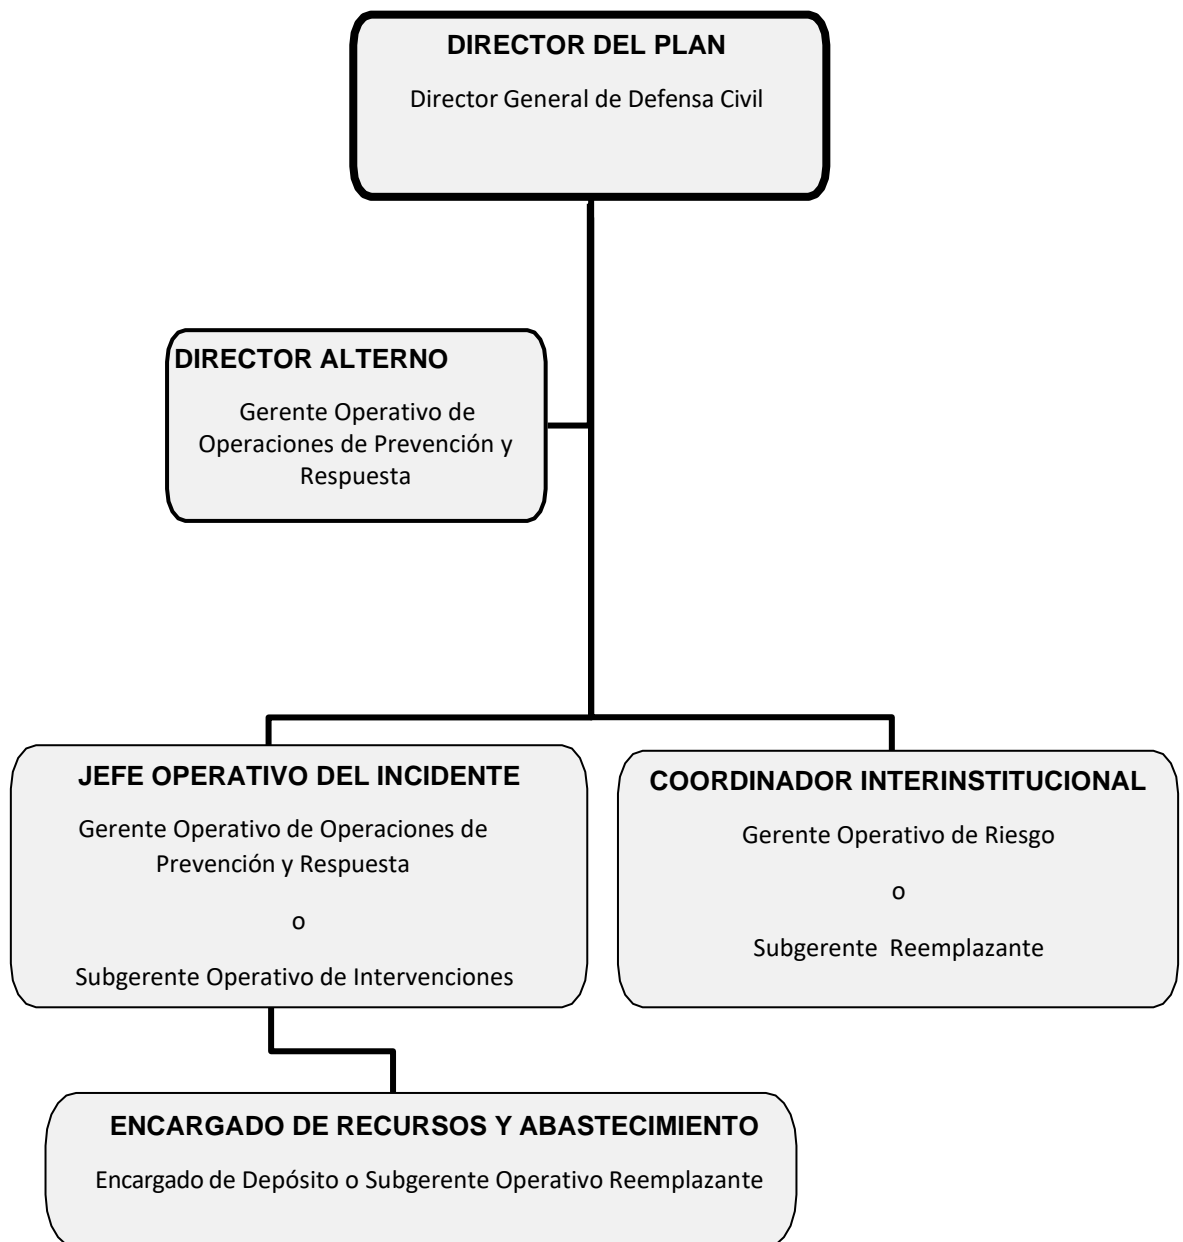 DIRECTOR DEL PLAN
Director General de Defensa Civil
DIRECTOR ALTERNO
Gerente Operativo de
Operaciones de Prevención y
Respuesta
JEFE OPERATIVO DEL INCIDENTE
Gerente Operativo de Operaciones de
Prevención y Respuesta
o
Subgerente Operativo de Intervenciones
COORDINADOR INTERINSTITUCIONAL
Gerente Operativo de Riesgo
o
Subgerente Reemplazante
ENCARGADO DE RECURSOS Y ABASTECIMIENTO
Encargado de Depósito o Subgerente Operativo Reemplazante